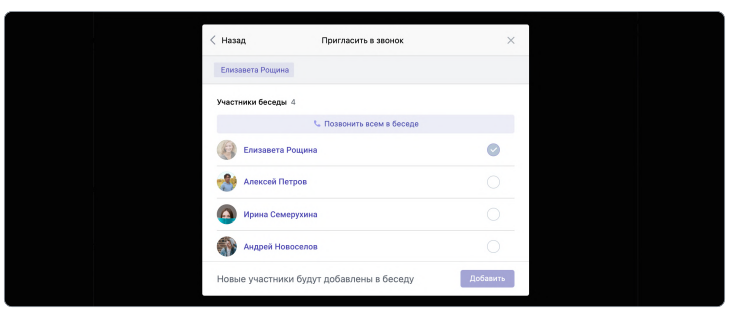 Назад
Пригласить в звонок
Елизавета Рощина
Участники беседы 4
Позвонить всем в беседе
Елизавета Рощина
Алексей Петров
Ирина Семерухина
Андрей Новоселов
Новые участники будут добавлены в беседу
Добавить